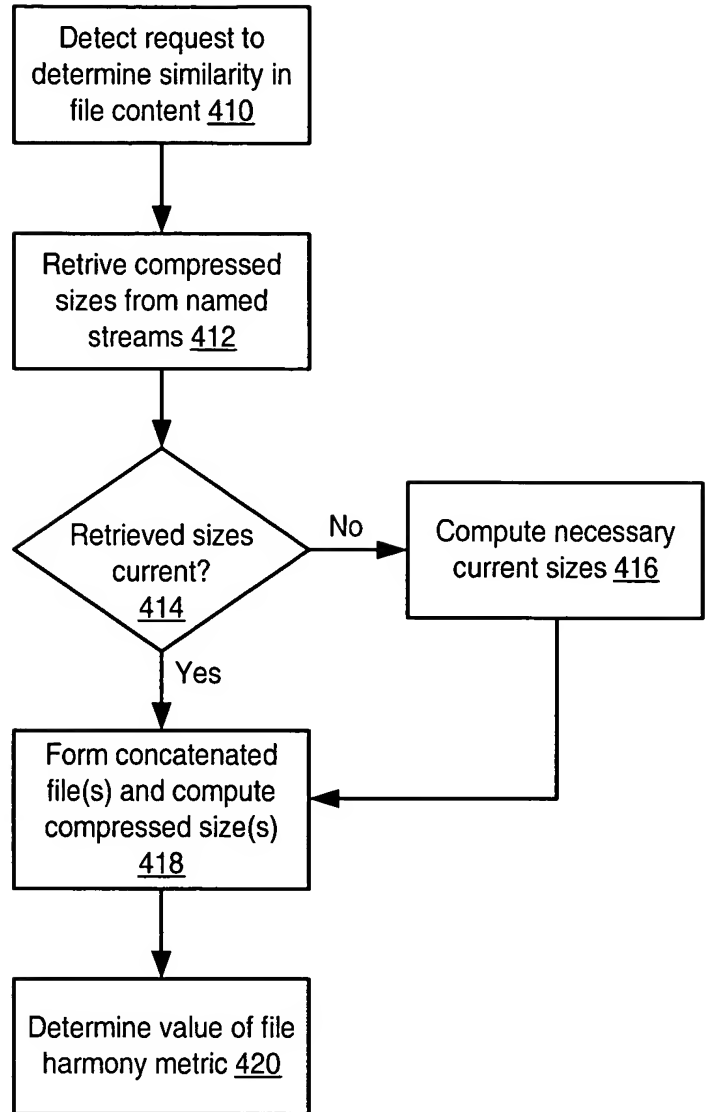 Detect request to
determine similarity in
file content 410
Retrive compressed
sizes from named
streams 412
Retrieved sizes
current?
414
No
Compute necessary
current sizes 416
Yes
Form concatenated
file(s) and compute
compressed size(s)
418
Determine value of file
harmony metric 420